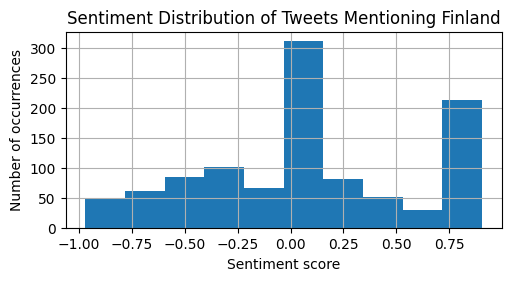 Sentiment Distribution of Tweets Mentioning Finland
Number of occurrences
300
250
200
150
100
50
0
−1.00 −0.75 −0.50 −0.25 0.00 0.25 0.50 0.75
Sentiment score